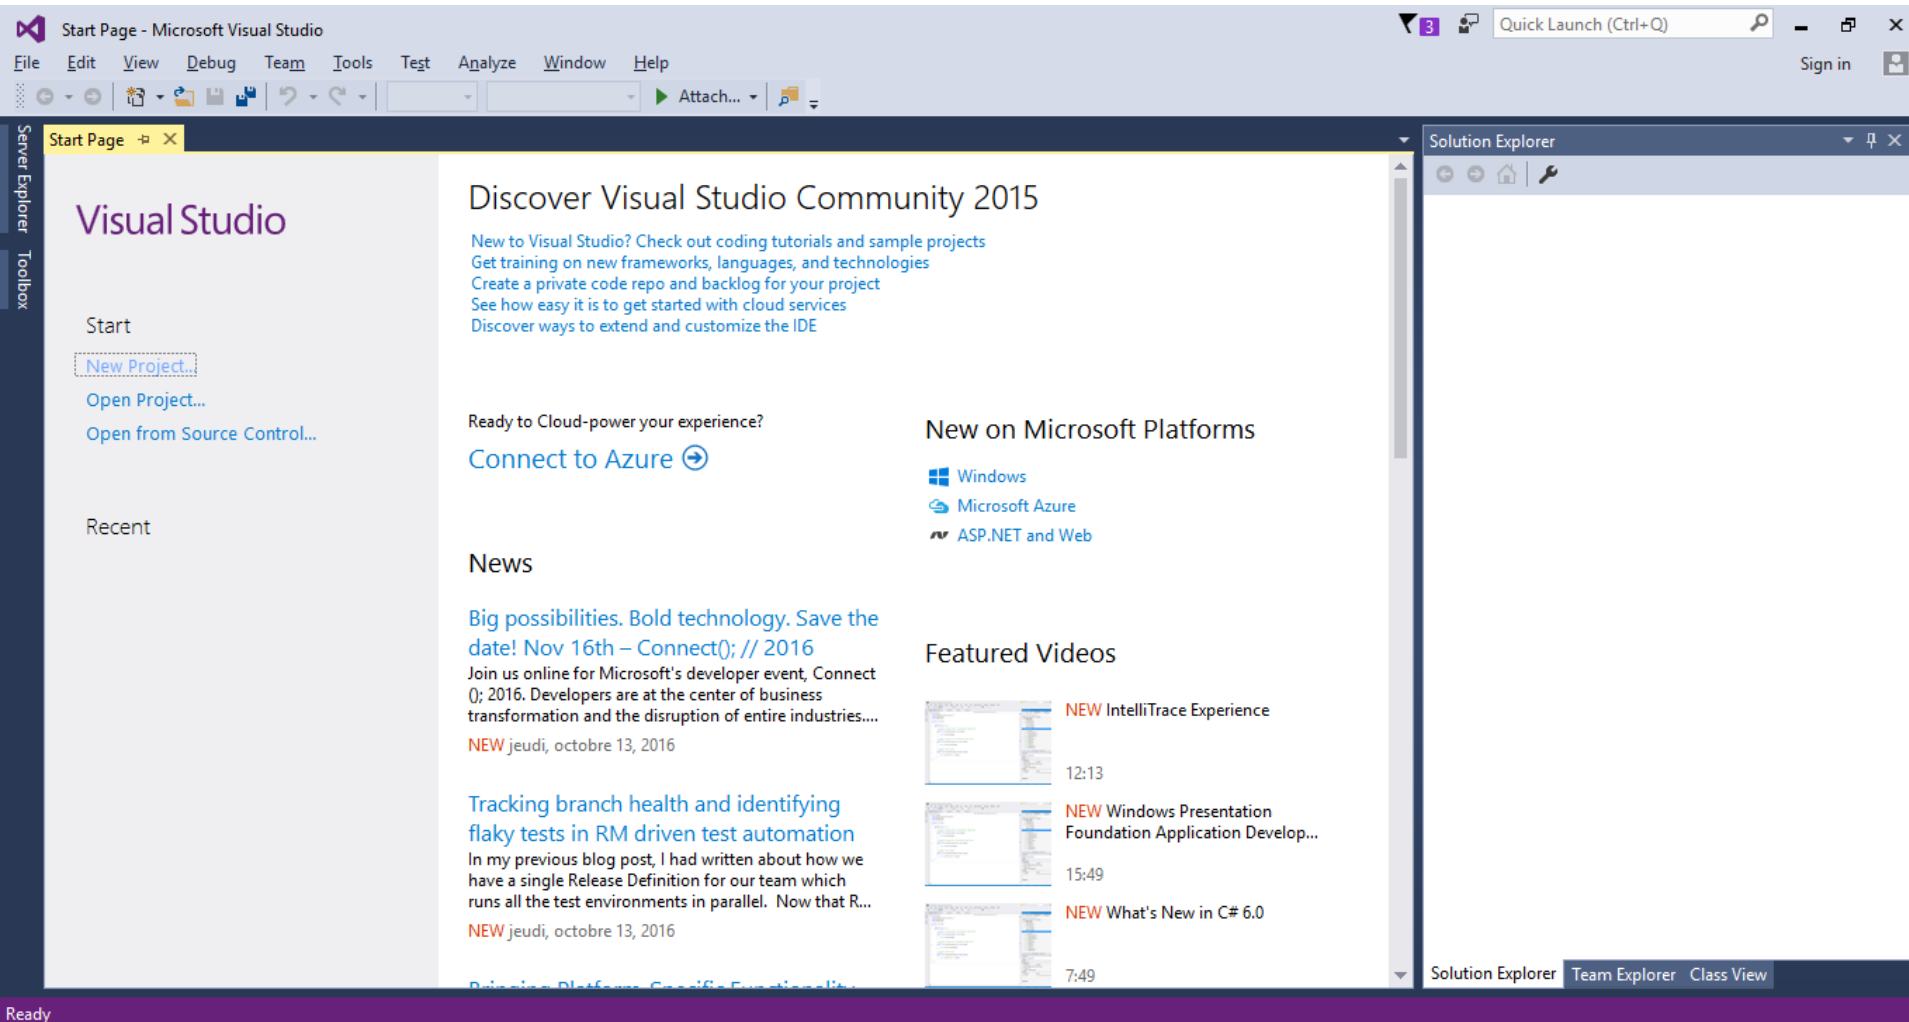 Start Page - Microsoft Visual Studio
3
Quick Launch (Ctrl+Q)
File Edit View Debug Team Tools Test Analyze Window Help
Sign in
Attach...
Server Explorer
Toolbox
Start Page
Visual Studio
Start
New Project...
Open Project...
Open from Source Control...
Recent
Discover Visual Studio Community 2015
New to Visual Studio? Check out coding tutorials and sample projects
Get training on new frameworks, languages, and technologies
Create a private code repo and backlog for your project
See how easy it is to get started with cloud services
Discover ways to extend and customize the IDE
Ready to Cloud-power your experience?
Connect to Azure
News
Big possibilities. Bold technology. Save the
date! Nov 16th – Connect(); // 2016
Join us online for Microsoft's developer event, Connect
(); 2016. Developers are at the center of business
transformation and the disruption of entire industries....
NEW jeudi, octobre 13, 2016
Tracking branch health and identifying
flaky tests in RM driven test automation
In my previous blog post, I had written about how we
have a single Release Definition for our team which
runs all the test environments in parallel. Now that R...
NEW jeudi, octobre 13, 2016
Bringing Platform-Specific Functionality
New on Microsoft Platforms
Windows
Microsoft Azure
ASP.NET and Web
Featured Videos
NEW IntelliTrace Experience
12:13
NEW Windows Presentation
Foundation Application Develop...
15:49
NEW What's New in C# 6.0
7:49
Solution Explorer
Solution Explorer Team Explorer Class View
Ready